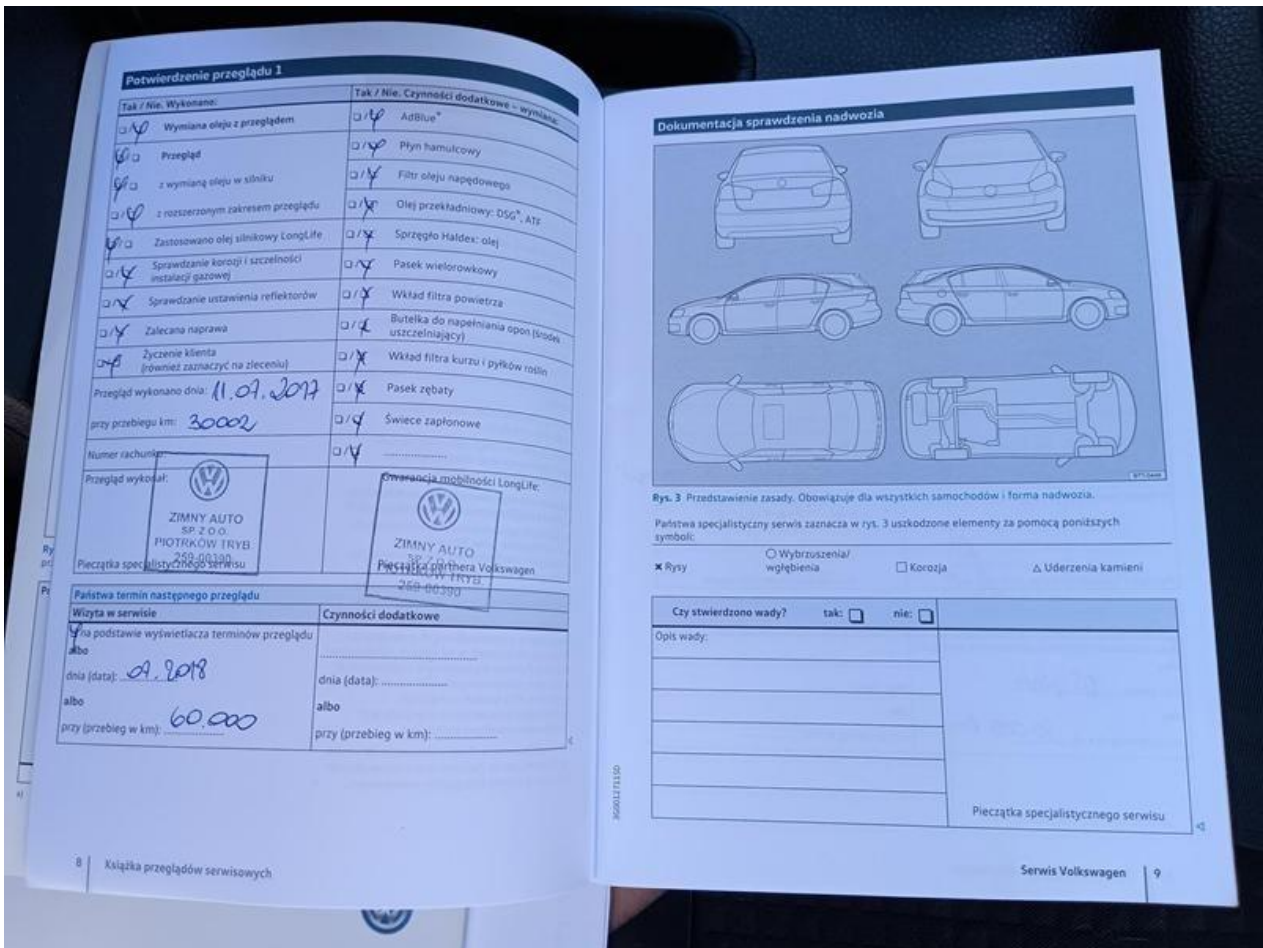 Potwierdzenie przeglądu 1
Tak / Nie. Wykonane:
Wymiana oleju z przeglądem
Przegląd
z wymianą oleju w silniku
z rozszerzonym zakresem przeglądu
Zastosowano olej silnikowy LongLife
Sprawdzanie korozji i szczelności
instalacji gazowej
Sprawdzanie ustawienia reflektorów
Zalecana naprawa
Życzenie klienta
(również zaznaczyć na zleceniu)
Przegląd wykonano dnia: 11.07.2017
przy przebiegu km: 30002
Numer rachunku:
Przegląd wykonał:
ZIMNY AUTO
SP. Z O.O.
PIOTRKÓW TRYB
259-00390
Pieczątka specjalistycznego serwisu
Tak / Nie. Czynności dodatkowe – wymiana:
AdBlue®
Płyn hamulcowy
Filtr oleju napędowego
Olej przekładniowy: DSG®, ATF
Sprzęgło Haldex: olej
Pasek wielorowkowy
Wkład filtra powietrza
Butelka do napełniania opon (środek
uszczelniający)
Wkład filtra kurzu i pyłków roślin
Pasek zębaty
Świece zapłonowe
Gwarancja mobilności LongLife:
ZIMNY AUTO
SP. Z O.O.
PIOTRKÓW TRYB.
259-00390
Pieczątka partnera Volkswagen
Państwa termin następnego przeglądu
Wizyta w serwisie
na podstawie wyświetlacza terminów przeglądu
albo
dnia (data): 07.2018
albo
przy (przebieg w km): 60.000
Czynności dodatkowe
dnia (data):
albo
przy (przebieg w km):
8 Książka przeglądów serwisowych
Dokumentacja sprawdzenia nadwozia
Rys. 3 Przedstawienie zasady. Obowiązuje dla wszystkich samochodów i forma nadwozia.
Państwa specjalistyczny serwis zaznacza w rys. 3 uszkodzone elementy za pomocą poniższych
symboli:
Rysy
Wybrzuszenia/
wgłębienia
Korozja
Uderzenia kamieni
Czy stwierdzono wady? tak: nie:
Opis wady:
Pieczątka specjalistycznego serwisu
3G0012711SD
Serwis Volkswagen 9